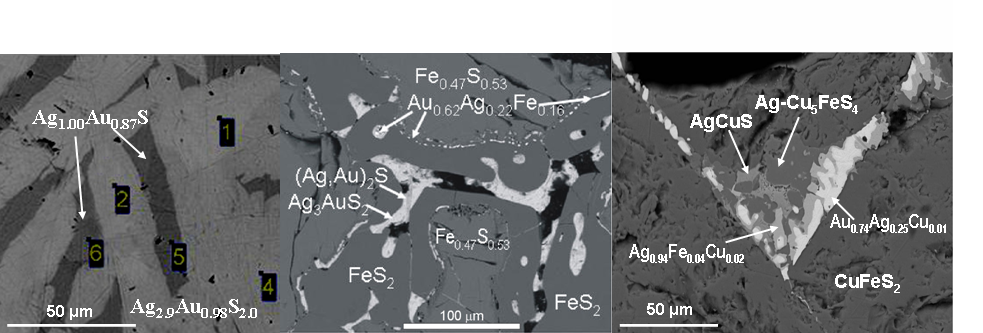 Ag1.00Au0.87S
1
2
6
5
4
Ag2.9Au0.98S2.0
50 µm
Fe0.47S0.53
Au0.62Ag0.22Fe0.16
(Ag,Au)2S
Ag3AuS2
Fe0.47S0.53
FeS2
FeS2
100 µm
Ag-Cu5FeS4
AgCuS
Au0.74Ag0.25Cu0.01
Ag0.94Fe0.04Cu0.02
CuFeS2
50 µm